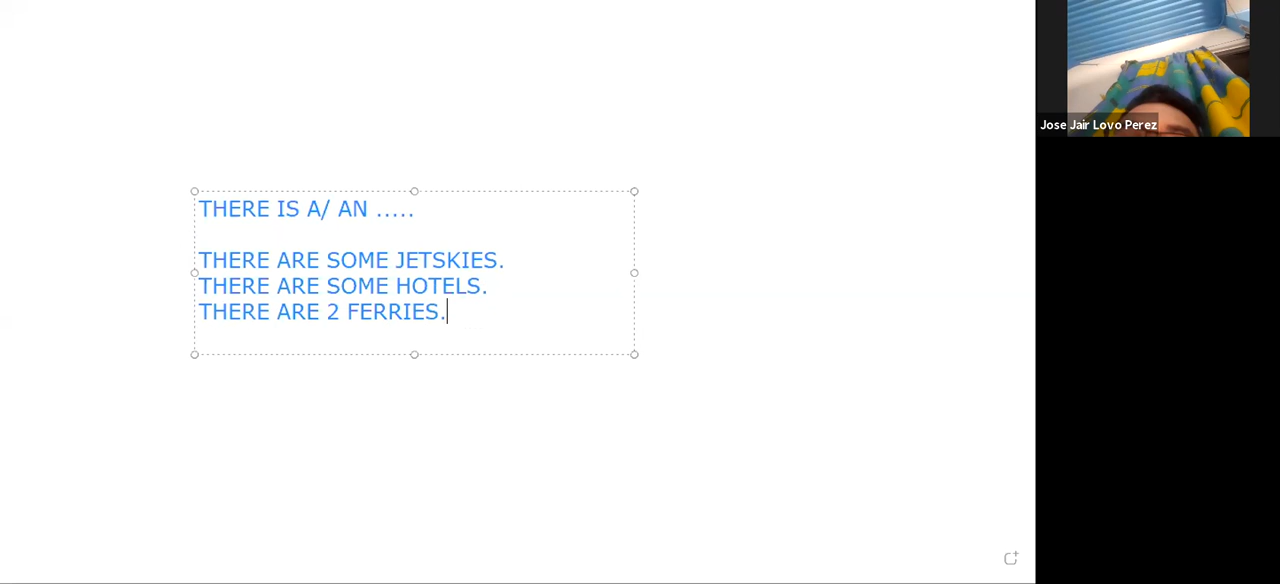 THERE IS A/ AN .....
THERE ARE SOME JETSKIES.
THERE ARE SOME HOTELS.
THERE ARE 2 FERRIES.
Jose Jair Lovo Perez